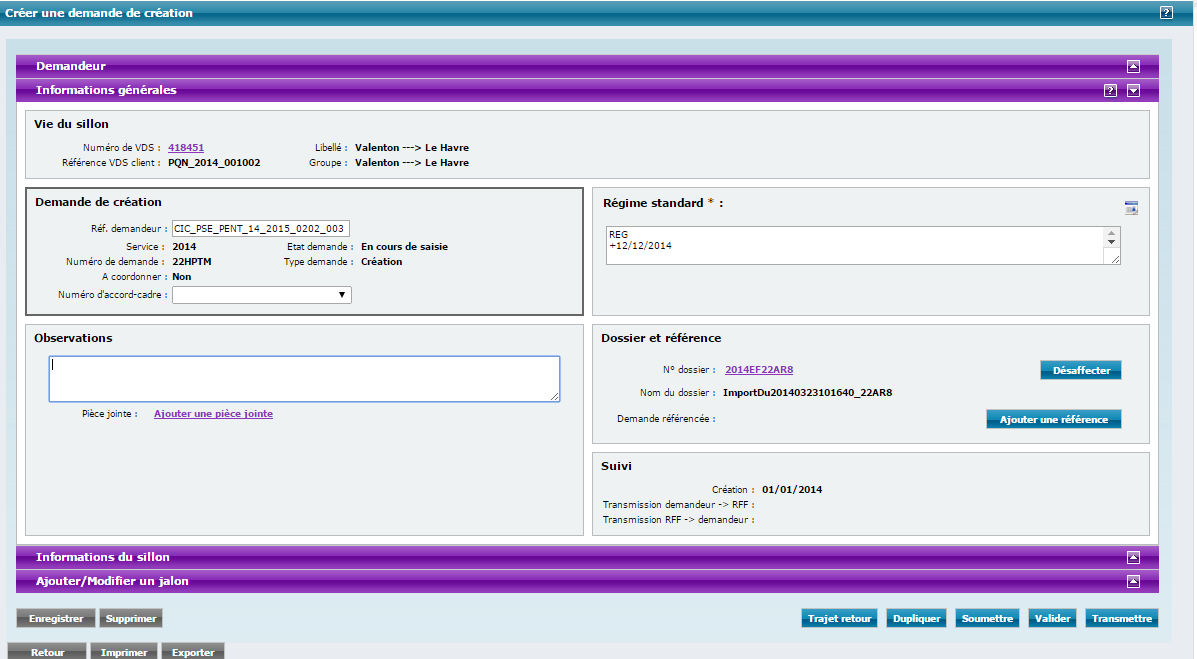 Créer une demande de création
Demandeur
Informations générales
Vie du sillon
Numéro de VDS : 418451 Libellé : Valenton ---> Le Havre
Référence VDS client : PQN_2014_001002 Groupe : Valenton ---> Le Havre
Demande de création
Réf. demandeur : CIC_PSE_PENT_14_2015_0202_003
Service : 2014 Etat demande : En cours de saisie
Numéro de demande : 22HPTM Type demande : Création
A coordonner : Non
Numéro d'accord-cadre :
Régime standard * :
REG
+12/12/2014
Observations
Pièce jointe : Ajouter une pièce jointe
Dossier et référence
N° dossier : 2014EF22AR8 Désaffecter
Nom du dossier : ImportDu20140323101640_22AR8
Demande référencée : Ajouter une référence
Suivi
Création : 01/01/2014
Transmission demandeur -> RFF :
Transmission RFF -> demandeur :
Informations du sillon
Ajouter/Modifier un jalon
Enregistrer Supprimer Trajet retour Dupliquer Soumettre Valider Transmettre
Retour Imprimer Exporter